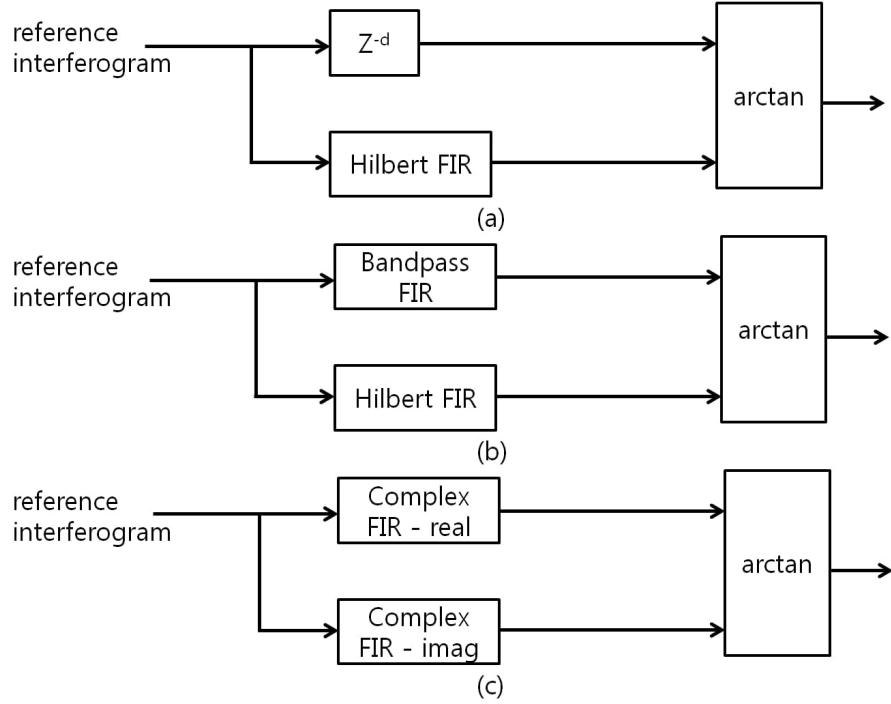 reference
interferogram
Z-d
arctan
Hilbert FIR
(a)
reference
interferogram
Bandpass
FIR
arctan
Hilbert FIR
(b)
reference
interferogram
Complex
FIR - real
arctan
Complex
FIR - imag
(c)